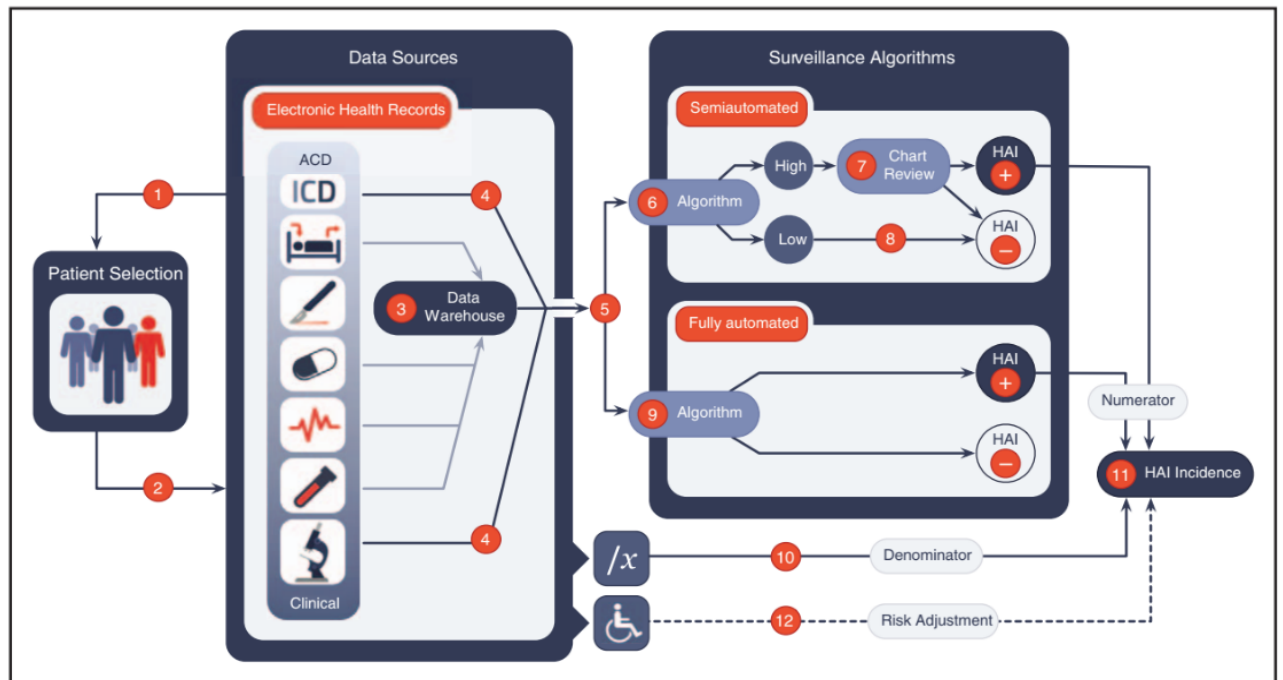 Data Sources
Surveillance Algorithms
Electronic Health Records
ACD
ICD
Clinical
1
Patient Selection
2
3
Data
Warehouse
4
4
5
Semiautomated
6
Algorithm
High
Low
7
Chart
Review
8
HAI
+
HAI
−
Fully automated
9
Algorithm
HAI
+
HAI
−
Numerator
11
HAI Incidence
/x
10
Denominator
12
Risk Adjustment